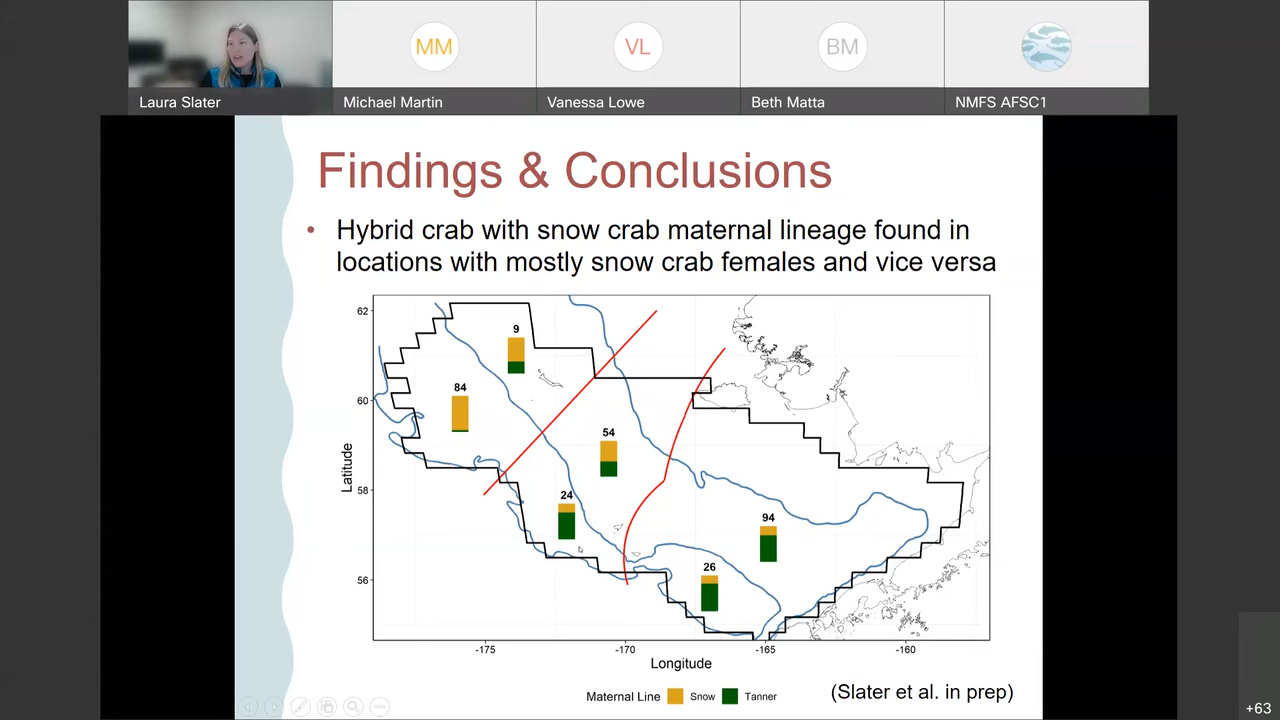 MM
VL
BM
Laura Slater
Michael Martin
Vanessa Lowe
Beth Matta
NMFS AFSC1
Findings & Conclusions
• Hybrid crab with snow crab maternal lineage found in
locations with mostly snow crab females and vice versa
62
60
58
56
Latitude
9
84
54
24
94
26
-175
-170
-165
-160
Longitude
Maternal Line Snow Tanner
(Slater et al. in prep)
+63